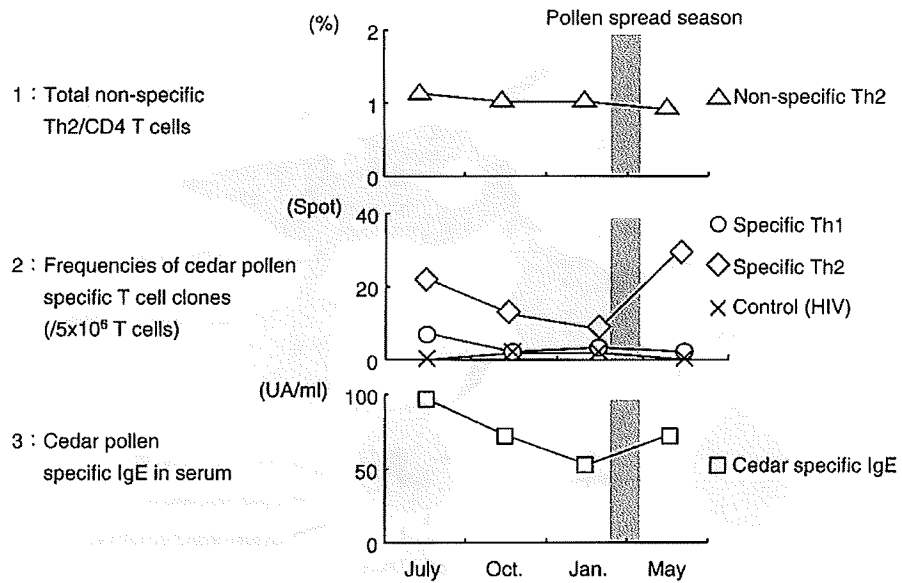 Pollen spread season
(%)
2
1
0
1 : Total non-specific
Th2/CD4 T cells
Non-specific Th2
(Spot)
40
20
0
2 : Frequencies of cedar pollen
specific T cell clones
(/5x10⁶ T cells)
Specific Th1
Specific Th2
Control (HIV)
(UA/ml)
100
50
0
3 : Cedar pollen
specific IgE in serum
Cedar specific IgE
July Oct. Jan. May